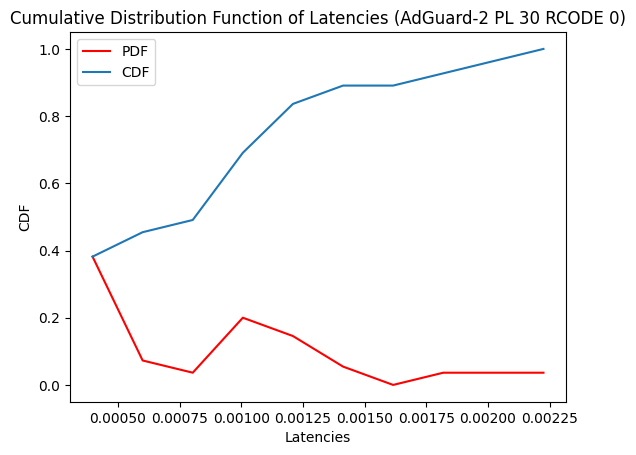 Cumulative Distribution Function of Latencies (AdGuard-2 PL 30 RCODE 0)
PDF
CDF
1.0
0.8
0.6
0.4
0.2
0.0
CDF
0.00050 0.00075 0.00100 0.00125 0.00150 0.00175 0.00200 0.00225
Latencies